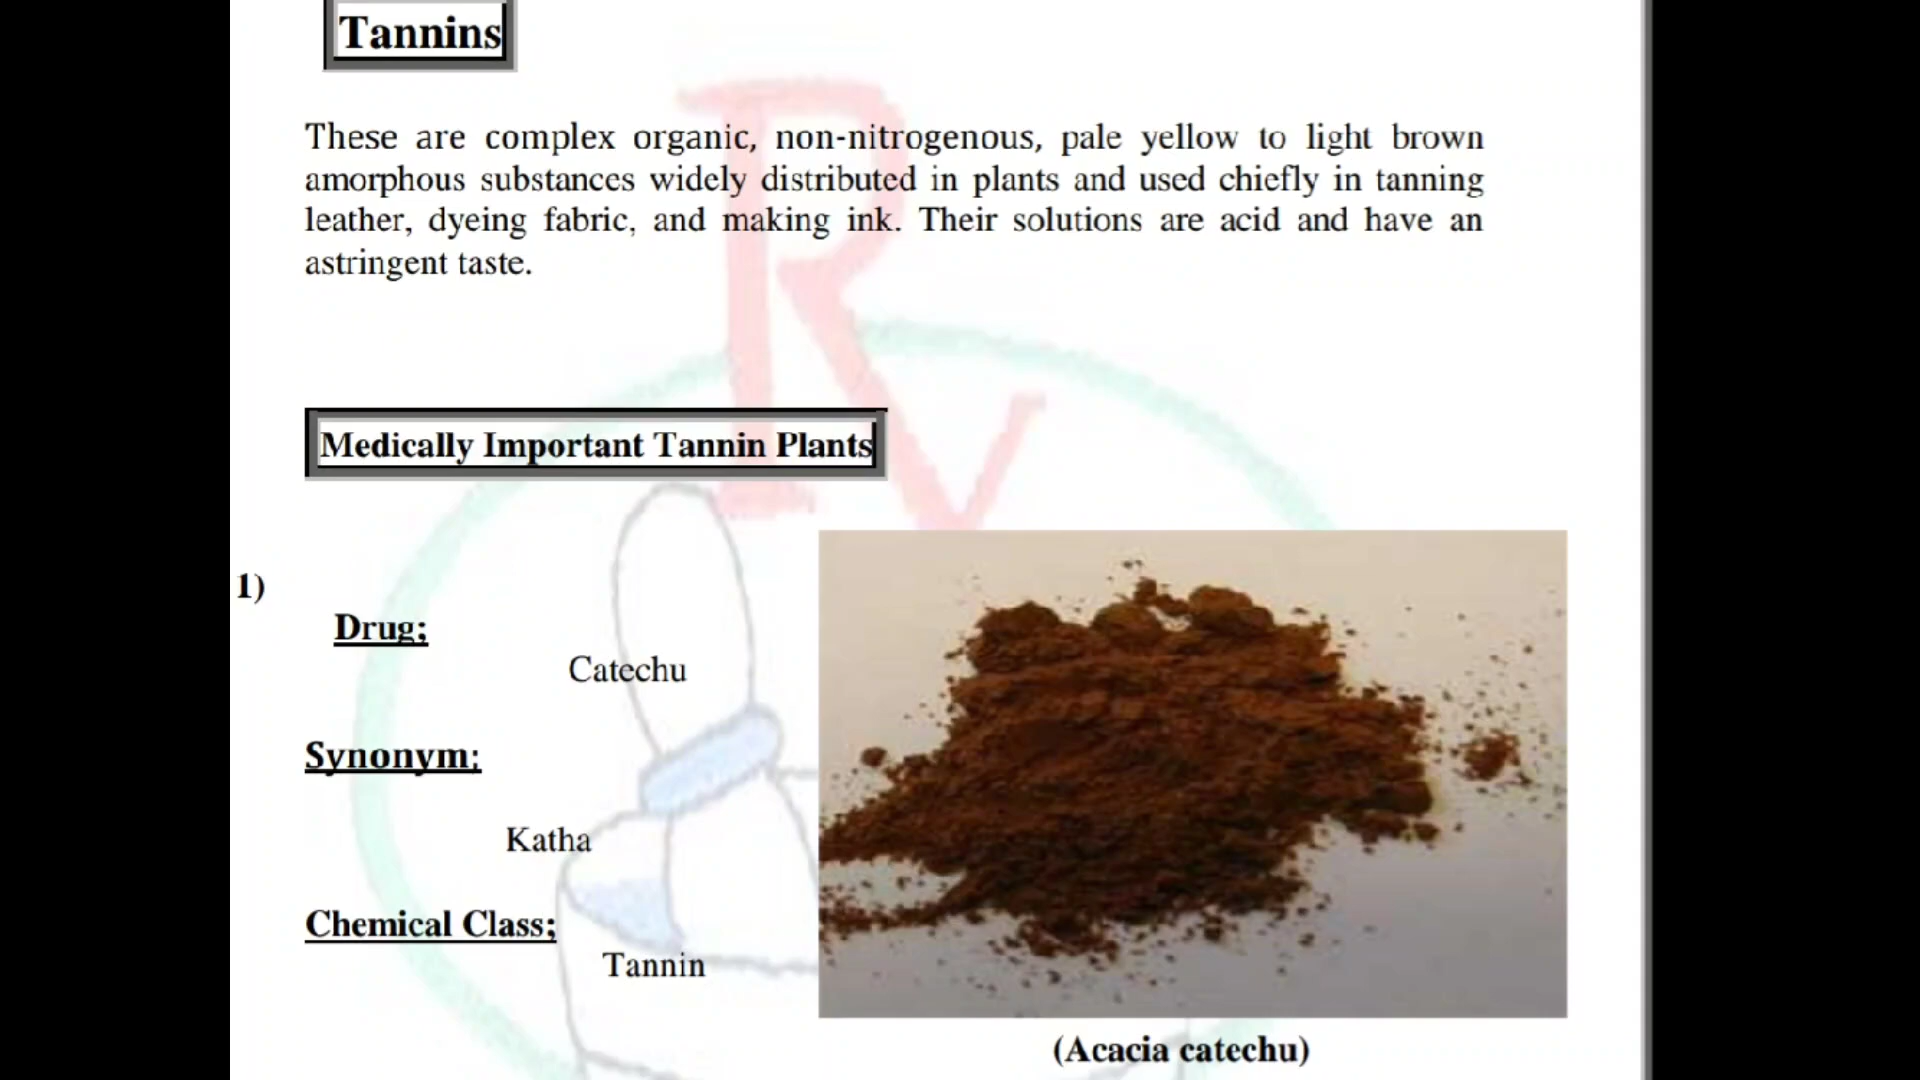 Tannins
These are complex organic, non-nitrogenous, pale yellow to light brown
amorphous substances widely distributed in plants and used chiefly in tanning
leather, dyeing fabric, and making ink. Their solutions are acid and have an
astringent taste.
Medically Important Tannin Plants
1)
Drug;
Catechu
Synonym;
Katha
Chemical Class;
Tannin
(Acacia catechu)